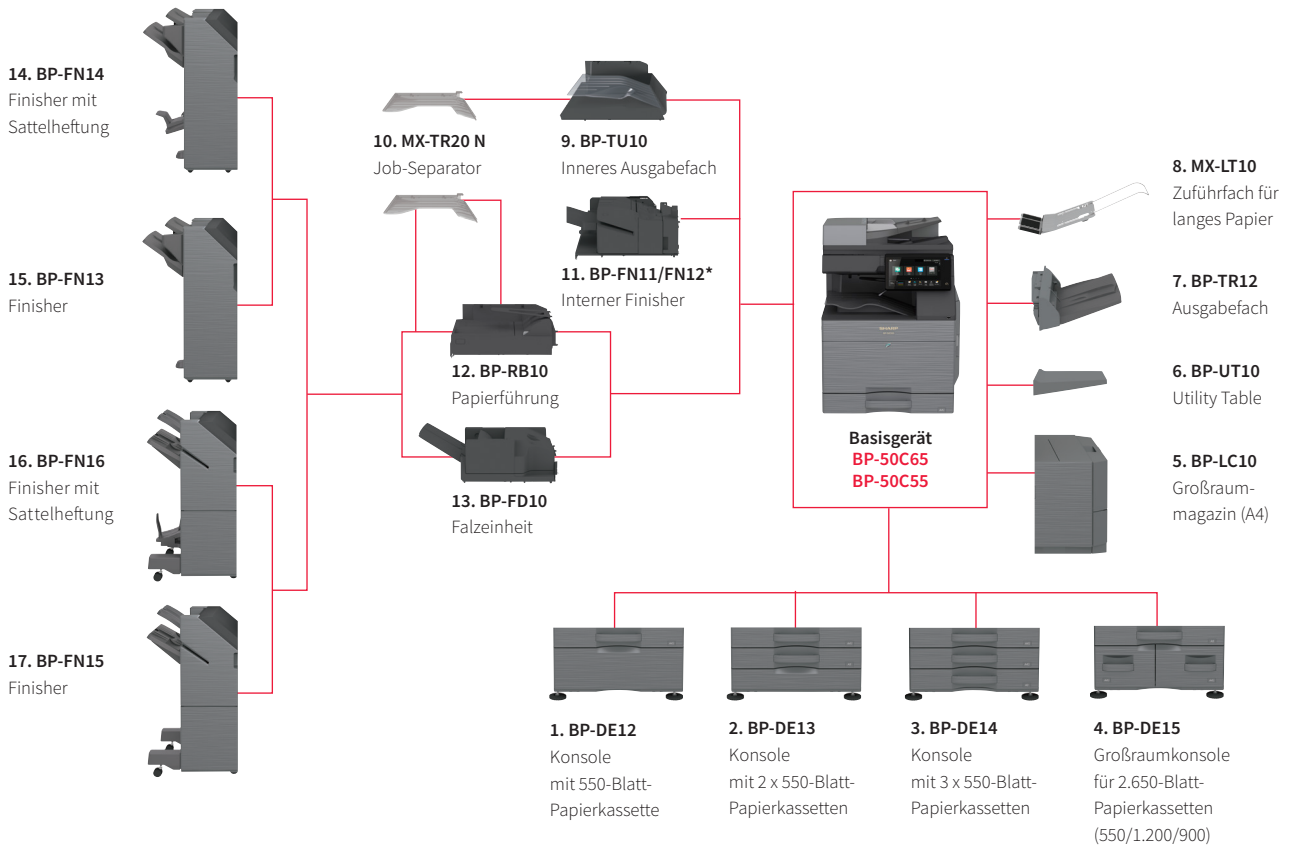 14. BP-FN14
Finisher mit
Sattelheftung
15. BP-FN13
Finisher
16. BP-FN16
Finisher mit
Sattelheftung
17. BP-FN15
Finisher
10. MX-TR20 N
Job-Separator
9. BP-TU10
Inneres Ausgabefach
11. BP-FN11/FN12*
Interner Finisher
12. BP-RB10
Papierführung
13. BP-FD10
Falzeinheit
SHARP
Basisgerät
BP-50C65
BP-50C55
8. MX-LT10
Zuführfach für
langes Papier
7. BP-TR12
Ausgabefach
6. BP-UT10
Utility Table
5. BP-LC10
Großraum-
magazin (A4)
1. BP-DE12
Konsole
mit 550-Blatt-
Papierkassette
2. BP-DE13
Konsole
mit 2 x 550-Blatt-
Papierkassetten
3. BP-DE14
Konsole
mit 3 x 550-Blatt-
Papierkassetten
4. BP-DE15
Großraumkonsole
für 2.650-Blatt-
Papierkassetten
(550/1.200/900)